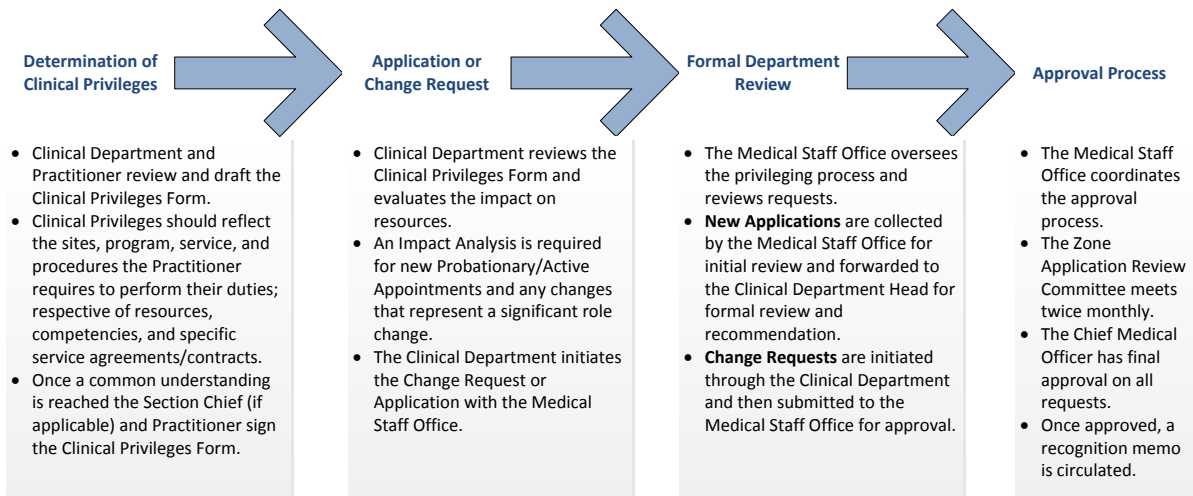 Determination of
Clinical Privileges
Application or
Change Request
Formal Department
Review
Approval Process
• Clinical Department and
Practitioner review and draft the
Clinical Privileges Form.
• Clinical Privileges should reflect
the sites, program, service, and
procedures the Practitioner
requires to perform their duties;
respective of resources,
competencies, and specific
service agreements/contracts.
• Once a common understanding
is reached the Section Chief (if
applicable) and Practitioner sign
the Clinical Privileges Form.
• Clinical Department reviews the
Clinical Privileges Form and
evaluates the impact on
resources.
• An Impact Analysis is required
for new Probationary/Active
Appointments and any changes
that represent a significant role
change.
• The Clinical Department initiates
the Change Request or
Application with the Medical
Staff Office.
• The Medical Staff Office oversees
the privileging process and
reviews requests.
• New Applications are collected
by the Medical Staff Office for
initial review and forwarded to
the Clinical Department Head for
formal review and
recommendation.
• Change Requests are initiated
through the Clinical Department
and then submitted to the
Medical Staff Office for approval.
• The Medical Staff
Office coordinates
the approval
process.
• The Zone
Application Review
Committee meets
twice monthly.
• The Chief Medical
Officer has final
approval on all
requests.
• Once approved, a
recognition memo
is circulated.